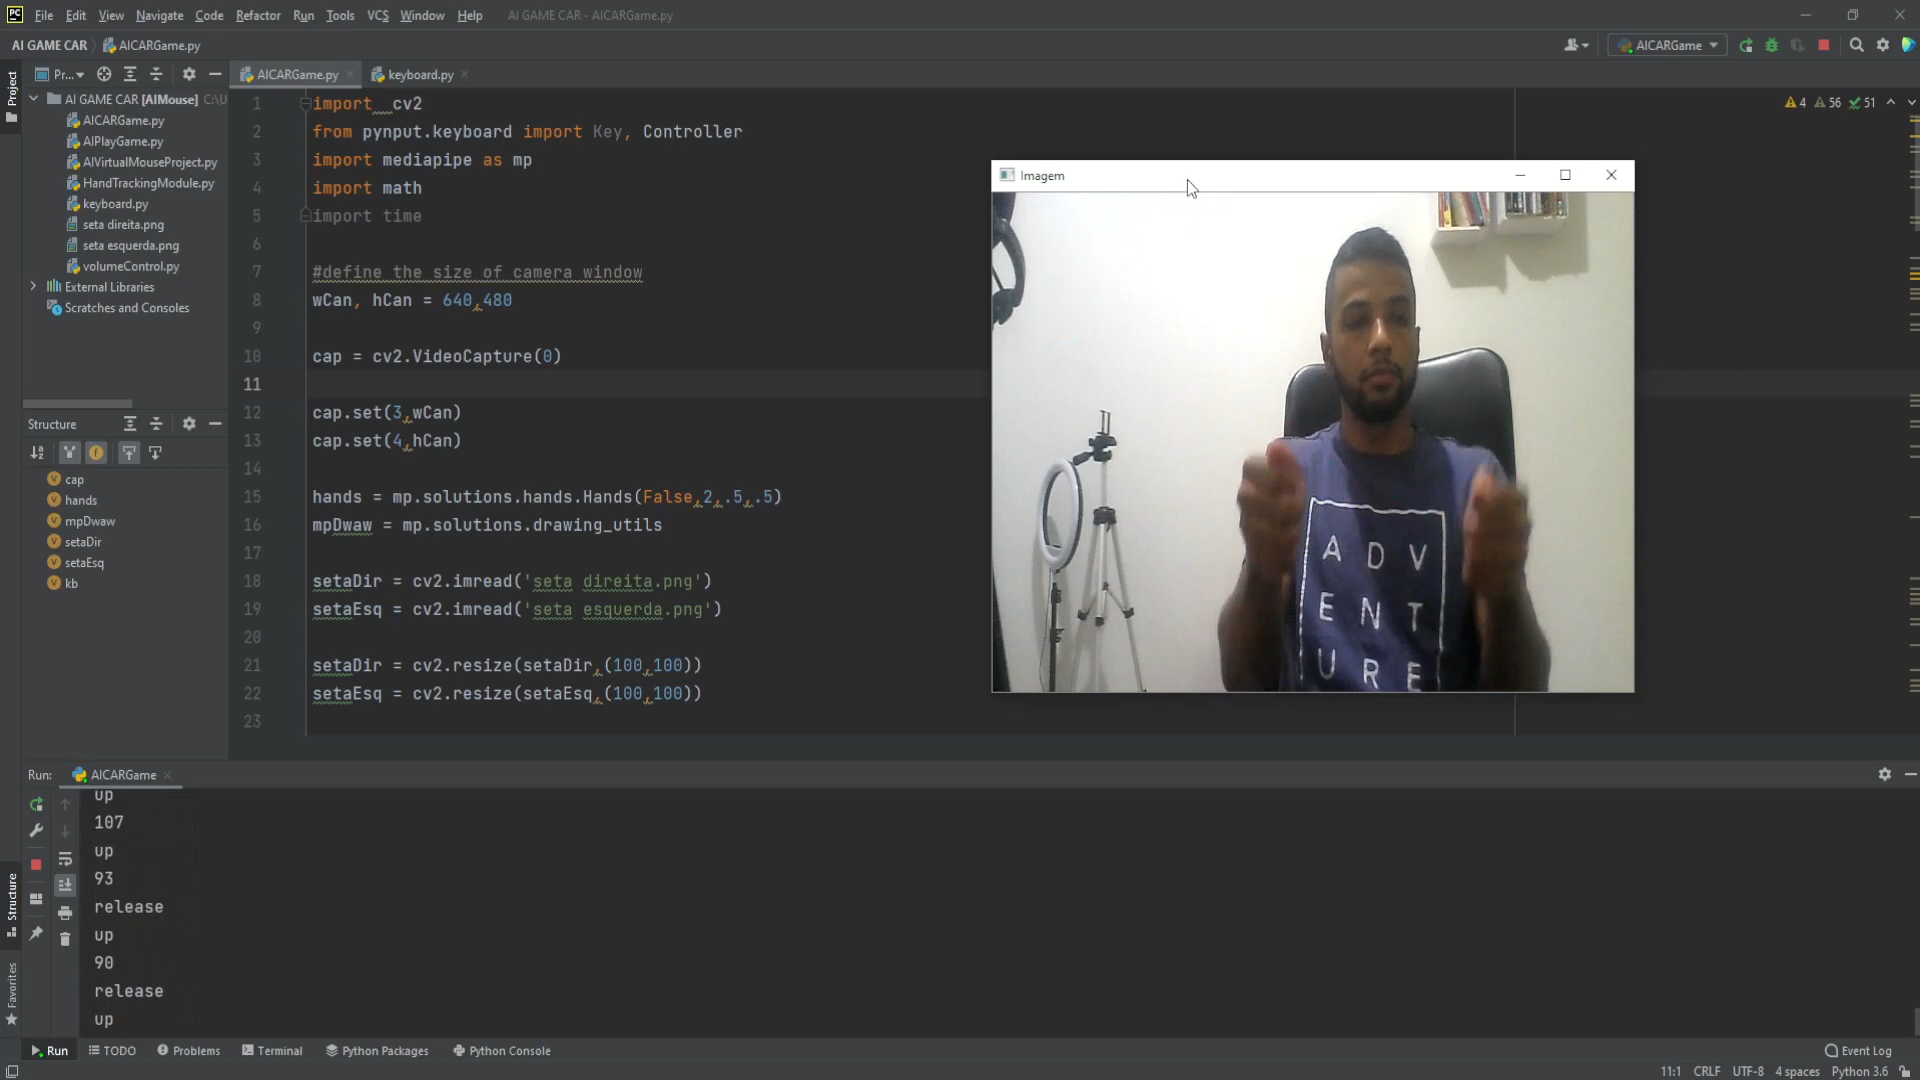 PC File Edit View Navigate Code Refactor Run Tools VCS Window Help AI GAME CAR - AICARGame.py
AI GAME CAR AICARGame.py AICARGame
Pr... AICARGame.py keyboard.py
Project
AI GAME CAR [AIMouse] C:\U
AICARGame.py
AIPlayGame.py
AIVirtualMouseProject.py
HandTrackingModule.py
keyboard.py
seta direita.png
seta esquerda.png
volumeControl.py
External Libraries
Scratches and Consoles
Structure
cap
hands
mpDwaw
setaDir
setaEsq
kb
4 56 51
1 import cv2
2 from pynput.keyboard import Key, Controller
3 import mediapipe as mp
4 import math
5 import time
6
7 #define the size of camera window
8 wCan, hCan = 640,480
9
10 cap = cv2.VideoCapture(0)
11
12 cap.set(3,wCan)
13 cap.set(4,hCan)
14
15 hands = mp.solutions.hands.Hands(False,2,.5,.5)
16 mpDwaw = mp.solutions.drawing_utils
17
18 setaDir = cv2.imread('seta direita.png')
19 setaEsq = cv2.imread('seta esquerda.png')
20
21 setaDir = cv2.resize(setaDir,(100,100))
22 setaEsq = cv2.resize(setaEsq,(100,100))
23
Imagem
A D V
E N T
U R E
Run: AICARGame
up
107
up
93
release
up
90
release
up
Structure
Favorites
Run TODO Problems Terminal Python Packages Python Console Event Log
11:1 CRLF UTF-8 4 spaces Python 3.6